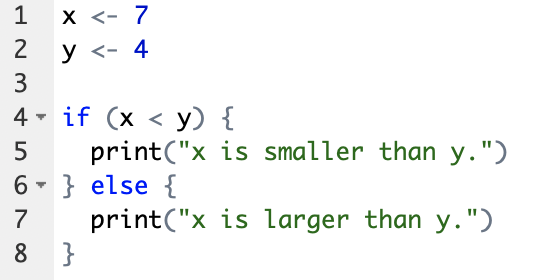 1 x <- 7
2 y <- 4
3
4 if (x < y) {
5   print("x is smaller than y.")
6 } else {
7   print("x is larger than y.")
8 }